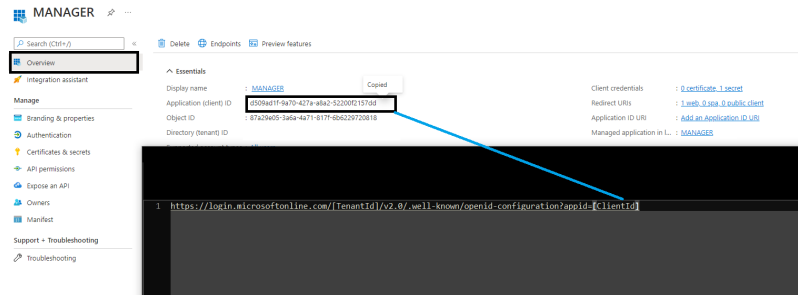 MANAGER
Search (Ctrl+/)
Overview
Integration assistant
Manage
Branding & properties
Authentication
Certificates & secrets
API permissions
Expose an API
Owners
Manifest
Support + Troubleshooting
Troubleshooting
Delete Endpoints Preview features
Essentials
Copied
Display name : MANAGER
Application (client) ID d509ad1f-9a70-427a-a8a2-52200f2157dd
Object ID : 87a29e05-3a6a-4a71-817f-6b6229720818
Directory (tenant) ID
Client credentials : 0 certificate, 1 secret
Redirect URIs : 1 web, 0 spa, 0 public client
Application ID URI : Add an Application ID URI
Managed application in l... : MANAGER
1 https://login.microsoftonline.com/[TenantId]/v2.0/.well-known/openid-configuration?appid=[ClientId]